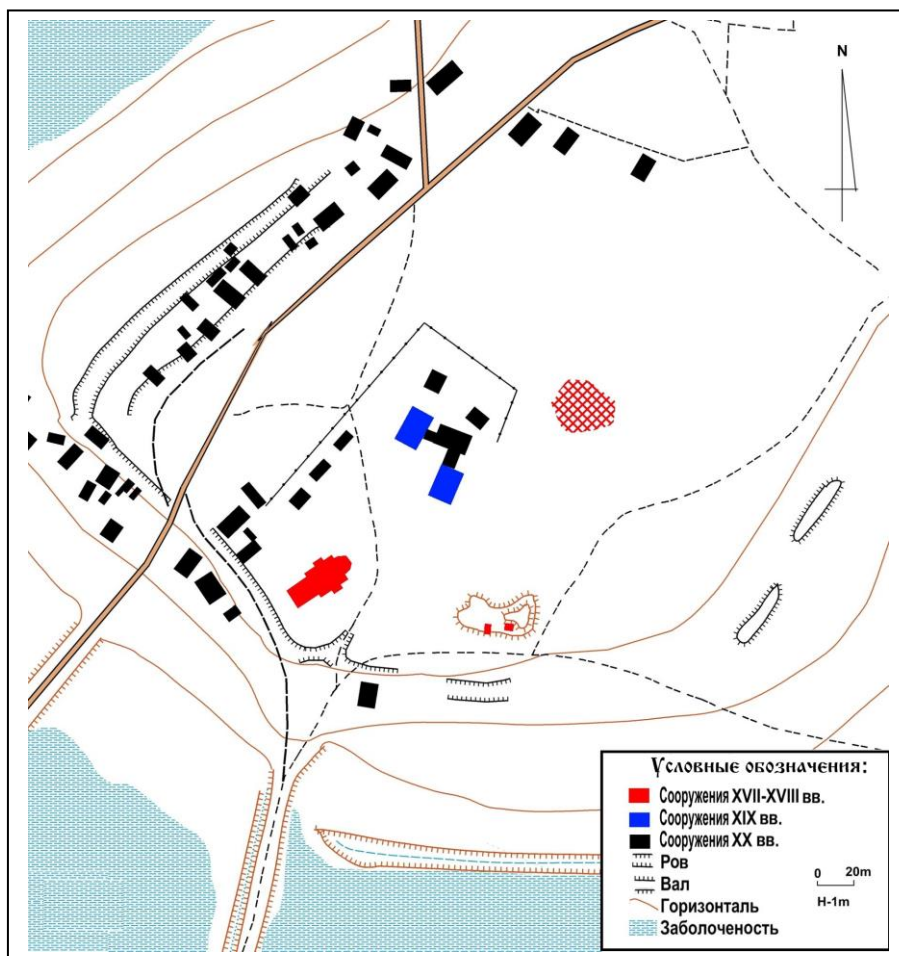 N
Условные обозначения:
Сооружения XVII-XVIII вв.
Сооружения XIX вв.
Сооружения XX вв.
Ров
Вал
Горизонталь
Заболоченость
0 20m
H-1m